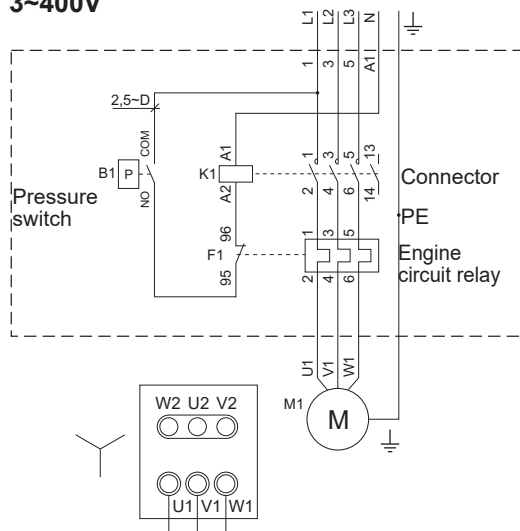 3~400V
L1 L2 L3 N
1 3 5 A1
2,5~D
COM
B1 P
NO
Pressure
switch
A1
K1
A2
1 3 5 13
2 4 6 14
Connector
PE
96
F1
95
1 3 5
2 4 6
Engine
circuit relay
U1 V1 W1
M1
M
W2 U2 V2
U1 V1 W1